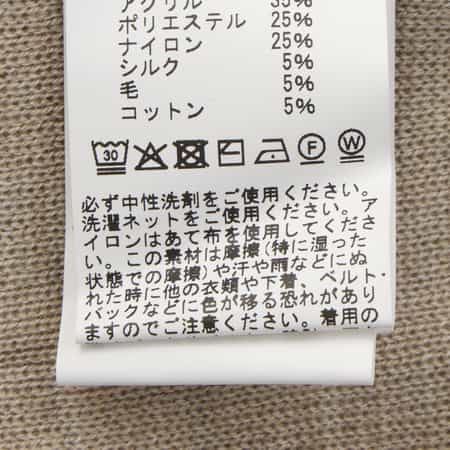 アクリル 35%
ポリエステル 25%
ナイロン 25%
シルク 5%
毛 5%
コットン 5%
30 F W
必ず中性洗剤をご使用ください。
洗濯ネットをご使用ください。ア
イロンはあて布を使用してくださ
い。この素材は摩擦(特に湿った
状態での摩擦)や汗や雨などにぬ
れた時に他の衣類や下着、ベルト・
バックなどに色が移る恐れがあり
ますのでご注意ください。着用の